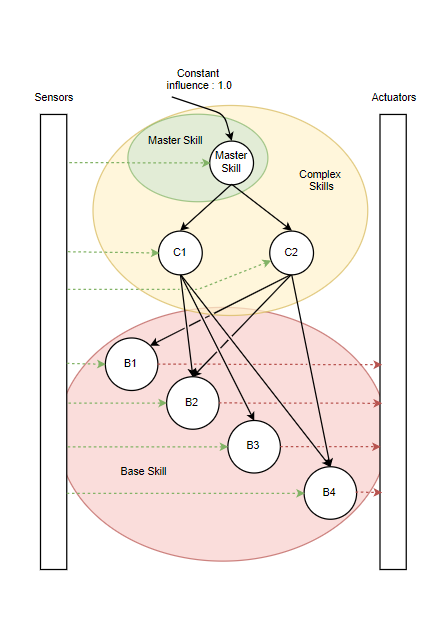 Constant
influence : 1.0
Sensors
Actuators
Master Skill
Master
Skill
Complex
Skills
C1
C2
B1
B2
B3
Base Skill
B4